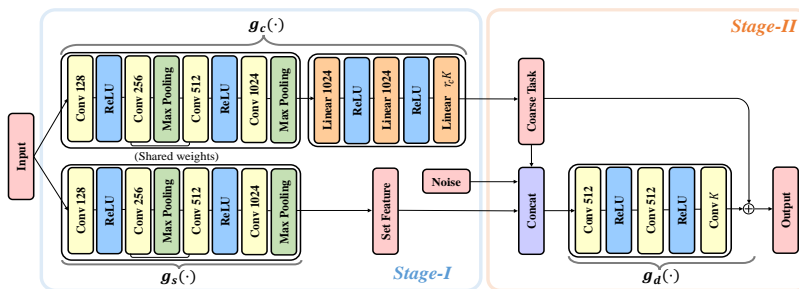 g_c(·)
Stage-II
Input
Conv 128
ReLU
Conv 256
Max Pooling
Conv 512
ReLU
Conv 1024
Max Pooling
Linear 1024
ReLU
Linear 1024
ReLU
Linear r_cK
Coarse Task
(Shared weights)
Conv 128
ReLU
Conv 256
Max Pooling
Conv 512
ReLU
Conv 1024
Max Pooling
Set Feature
Noise
Concat
Conv 512
ReLU
Conv 512
ReLU
Conv K
Output
g_s(·)
Stage-I
g_d(·)